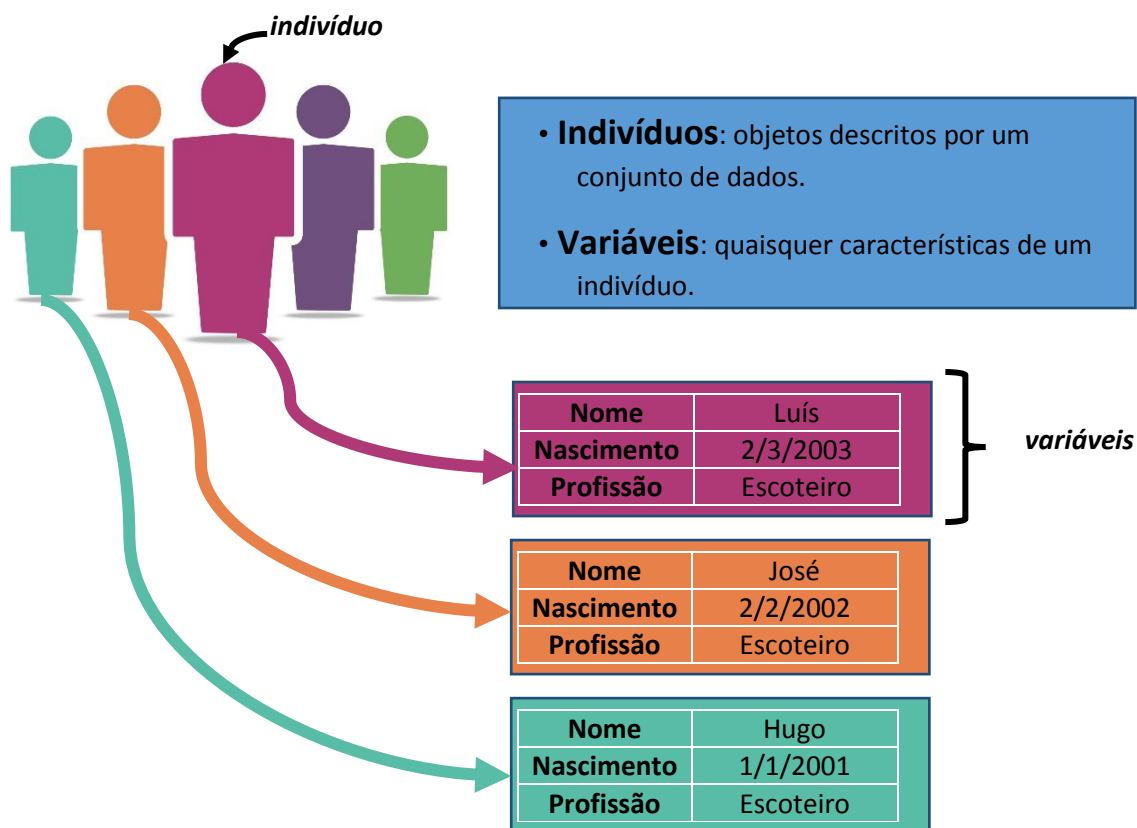 indivíduo
• Indivíduos: objetos descritos por um
conjunto de dados.
• Variáveis: quaisquer características de um
indivíduo.
Nome Luís
Nascimento 2/3/2003
Profissão Escoteiro
variáveis
Nome José
Nascimento 2/2/2002
Profissão Escoteiro
Nome Hugo
Nascimento 1/1/2001
Profissão Escoteiro